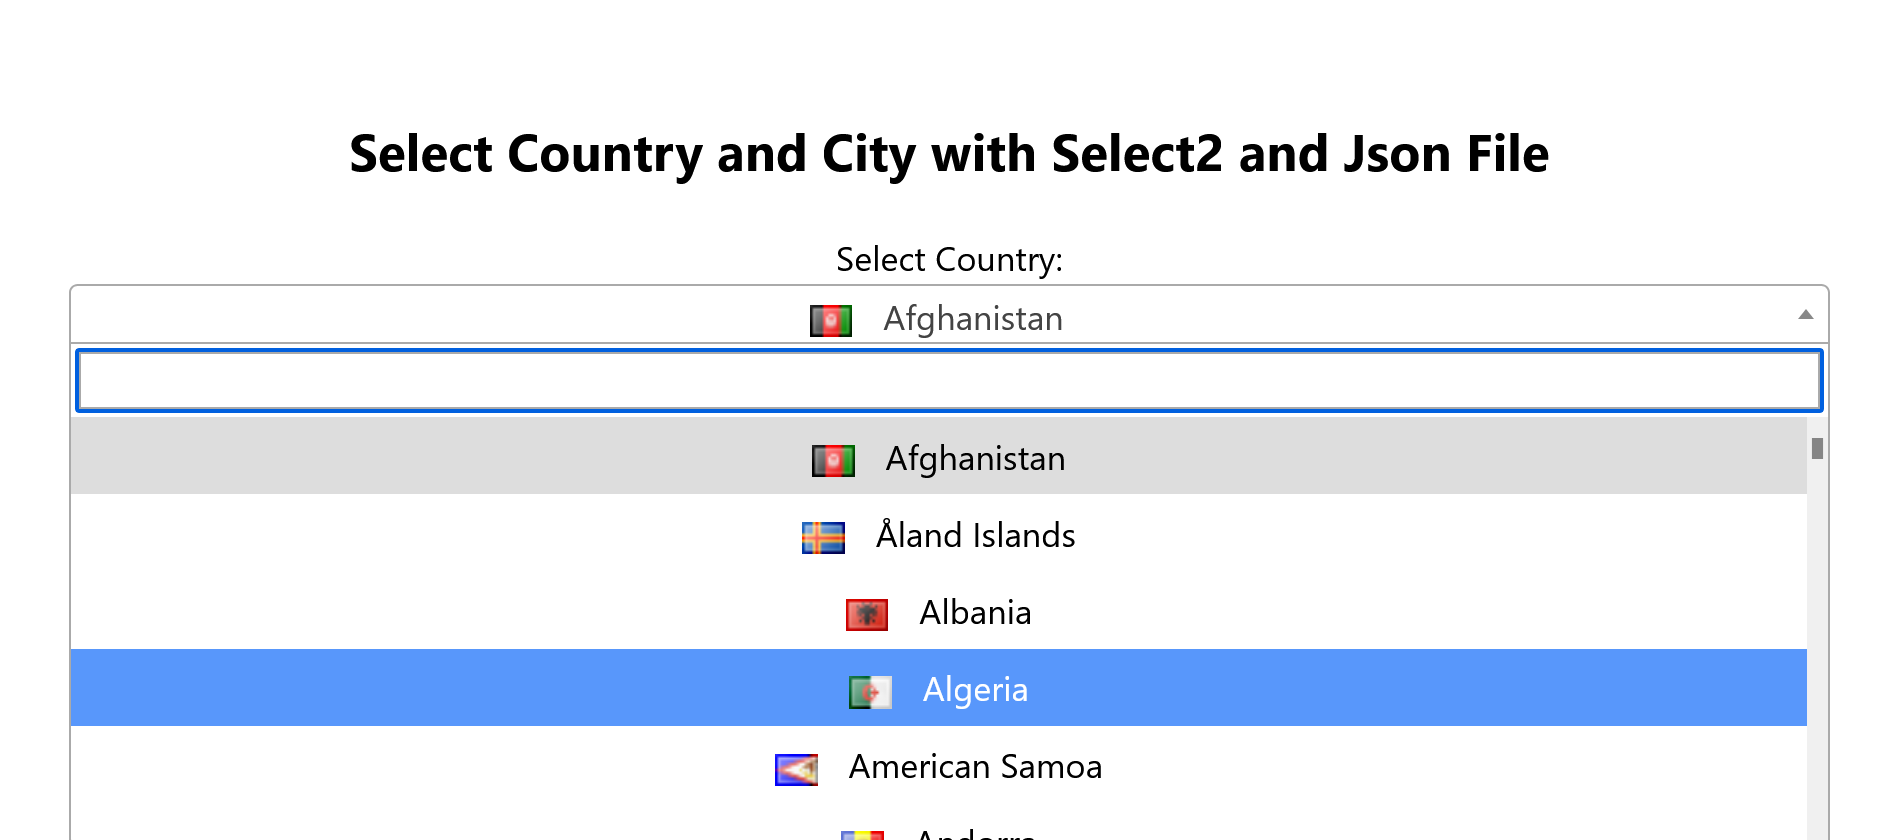 Select Country and City with Select2 and Json File
Select Country:
Afghanistan
Afghanistan
Åland Islands
Albania
Algeria
American Samoa
Andorra